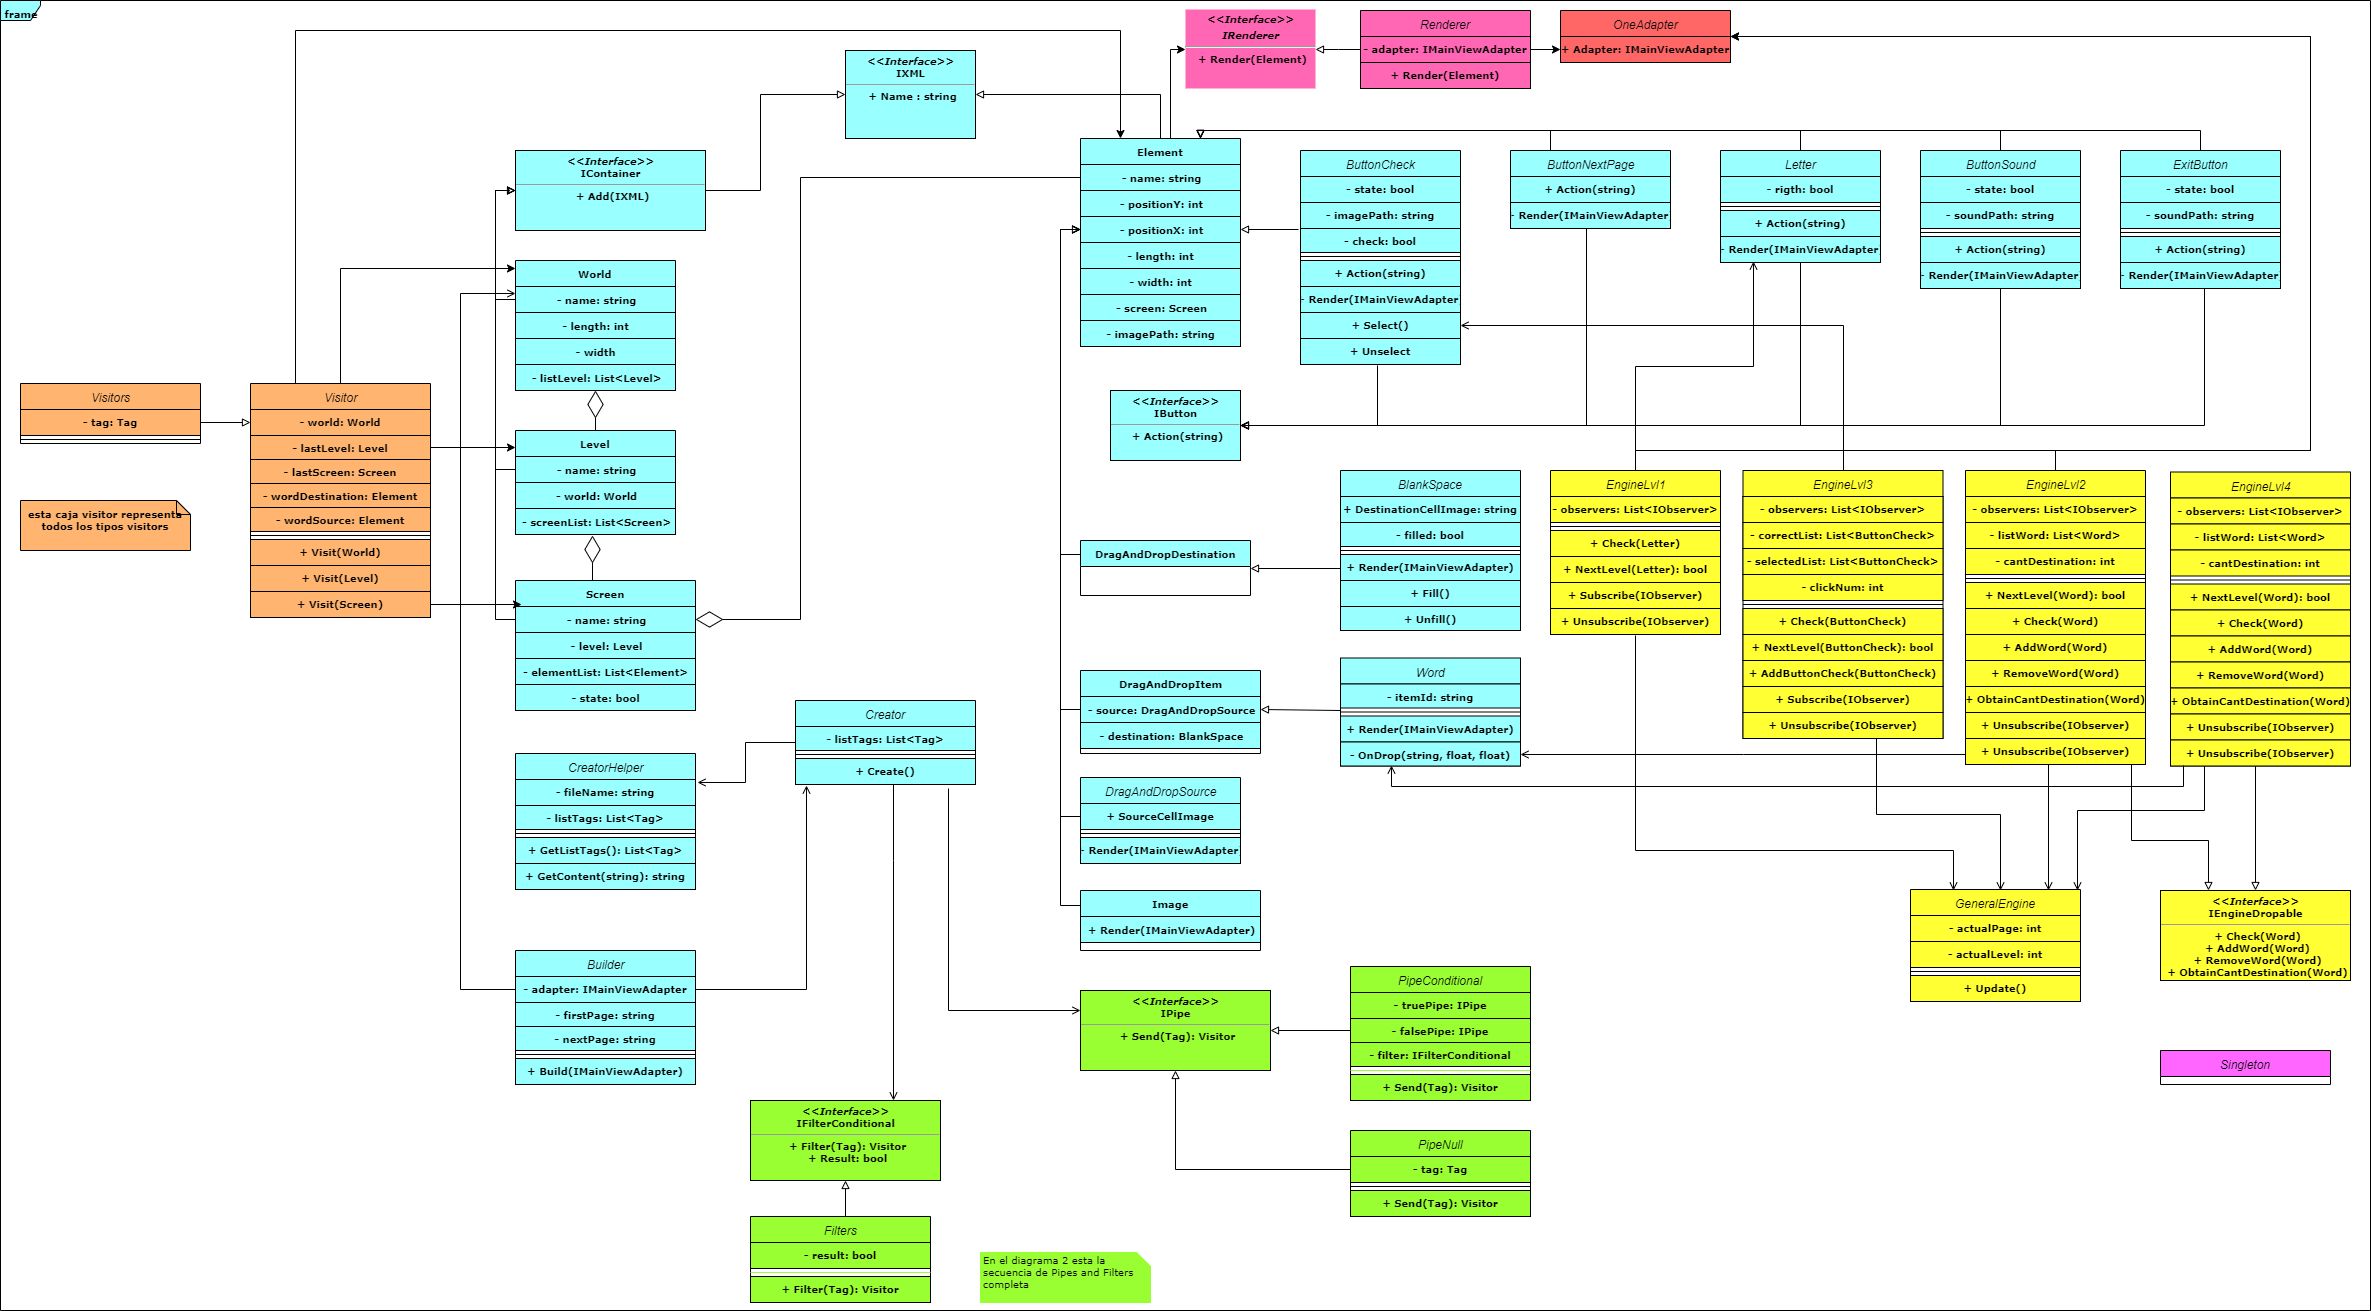 frame
<<Interface>>
IXML
+ Name : string
<<Interface>>
IRenderer
+ Render(Element)
Renderer
- adapter: IMainViewAdapter
+ Render(Element)
OneAdapter
+ Adapter: IMainViewAdapter
<<Interface>>
IContainer
+ Add(IXML)
World
- name: string
- length: int
- width
- listLevel: List<Level>
Level
- name: string
- world: World
- screenList: List<Screen>
Screen
- name: string
- level: Level
- elementList: List<Element>
- state: bool
Visitors
- tag: Tag
esta caja visitor representa
todos los tipos visitors
Visitor
- world: World
- lastLevel: Level
- lastScreen: Screen
- wordDestination: Element
- wordSource: Element
+ Visit(World)
+ Visit(Level)
+ Visit(Screen)
Element
- name: string
- positionY: int
- positionX: int
- length: int
- width: int
- screen: Screen
- imagePath: string
ButtonCheck
- state: bool
- imagePath: string
- check: bool
+ Action(string)
- Render(IMainViewAdapter
+ Select()
+ Unselect
ButtonNextPage
+ Action(string)
- Render(IMainViewAdapter
Letter
- rigth: bool
+ Action(string)
- Render(IMainViewAdapter
ButtonSound
- state: bool
- soundPath: string
+ Action(string)
- Render(IMainViewAdapter
ExitButton
- state: bool
- soundPath: string
+ Action(string)
- Render(IMainViewAdapter
<<Interface>>
IButton
+ Action(string)
DragAndDropDestination
BlankSpace
+ DestinationCellImage: string
- filled: bool
+ Render(IMainViewAdapter)
+ Fill()
+ Unfill()
DragAndDropItem
- source: DragAndDropSource
- destination: BlankSpace
Word
- itemId: string
+ Render(IMainViewAdapter)
- OnDrop(string, float, float)
DragAndDropSource
+ SourceCellImage
- Render(IMainViewAdapter
Image
+ Render(IMainViewAdapter)
EngineLvl1
- observers: List<IObserver>
+ Check(Letter)
+ NextLevel(Letter): bool
+ Subscribe(IObserver)
+ Unsubscribe(IObserver)
EngineLvl3
- observers: List<IObserver>
- correctList: List<ButtonCheck>
- selectedList: List<ButtonCheck>
- clickNum: int
+ Check(ButtonCheck)
+ NextLevel(ButtonCheck): bool
+ AddButtonCheck(ButtonCheck)
+ Subscribe(IObserver)
+ Unsubscribe(IObserver)
EngineLvl2
- observers: List<IObserver>
- listWord: List<Word>
- cantDestination: int
+ NextLevel(Word): bool
+ Check(Word)
+ AddWord(Word)
+ RemoveWord(Word)
+ ObtainCantDestination(Word)
+ Unsubscribe(IObserver)
+ Unsubscribe(IObserver)
EngineLvl4
- observers: List<IObserver>
- listWord: List<Word>
- cantDestination: int
+ NextLevel(Word): bool
+ Check(Word)
+ AddWord(Word)
+ RemoveWord(Word)
+ ObtainCantDestination(Word)
+ Unsubscribe(IObserver)
+ Unsubscribe(IObserver)
Creator
- listTags: List<Tag>
+ Create()
CreatorHelper
- fileName: string
- listTags: List<Tag>
+ GetListTags(): List<Tag>
+ GetContent(string): string
Builder
- adapter: IMainViewAdapter
- firstPage: string
- nextPage: string
+ Build(IMainViewAdapter)
GeneralEngine
- actualPage: int
- actualLevel: int
+ Update()
<<Interface>>
IEngineDropable
+ Check(Word)
+ AddWord(Word)
+ RemoveWord(Word)
+ ObtainCantDestination(Word)
<<Interface>>
IPipe
+ Send(Tag): Visitor
PipeConditional
- truePipe: IPipe
- falsePipe: IPipe
- filter: IFilterConditional
+ Send(Tag): Visitor
Singleton
<<Interface>>
IFilterConditional
+ Filter(Tag): Visitor
+ Result: bool
PipeNull
- tag: Tag
+ Send(Tag): Visitor
Filters
- result: bool
+ Filter(Tag): Visitor
En el diagrama 2 esta la
secuencia de Pipes and Filters
completa